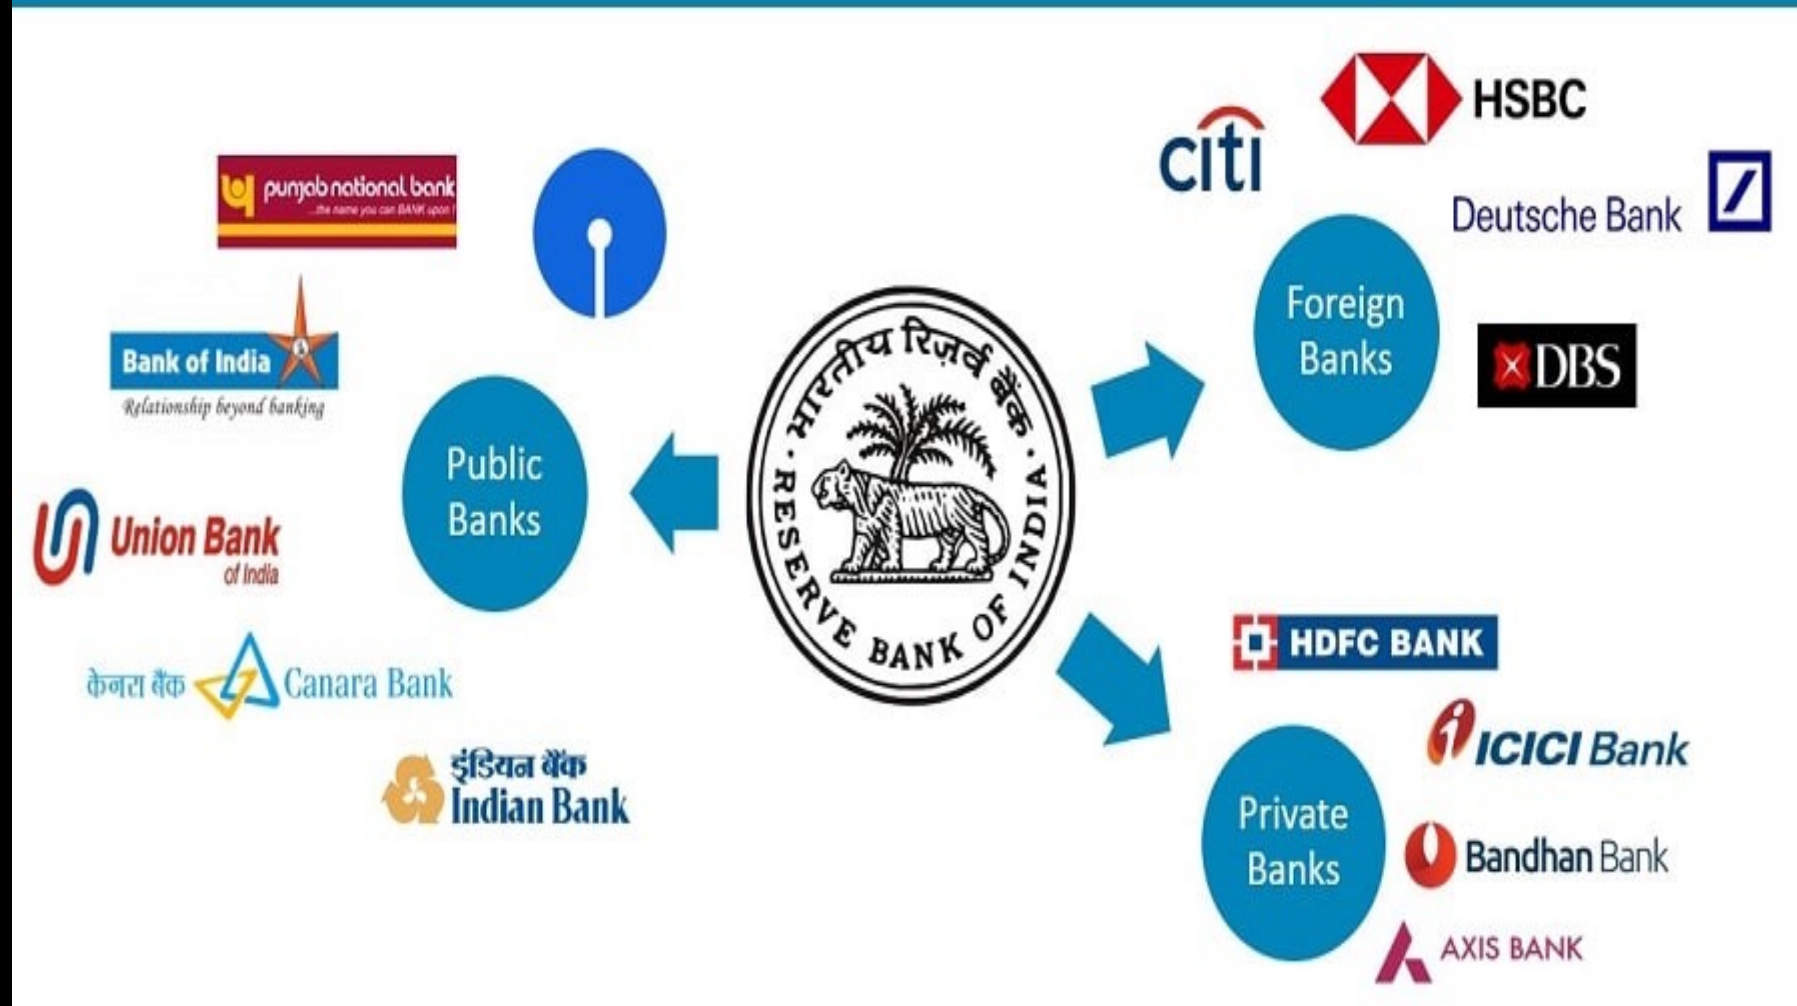 punjab national bank
...the name you can BANK upon !
Bank of India
Relationship beyond banking
Public
Banks
Union Bank
of India
केनरा बैंक Canara Bank
इंडियन बैंक
Indian Bank
भारतीय रिज़र्व बैंक
RESERVE BANK OF INDIA
citi
HSBC
Deutsche Bank
Foreign
Banks
DBS
HDFC BANK
ICICI Bank
Private
Banks
Bandhan Bank
AXIS BANK